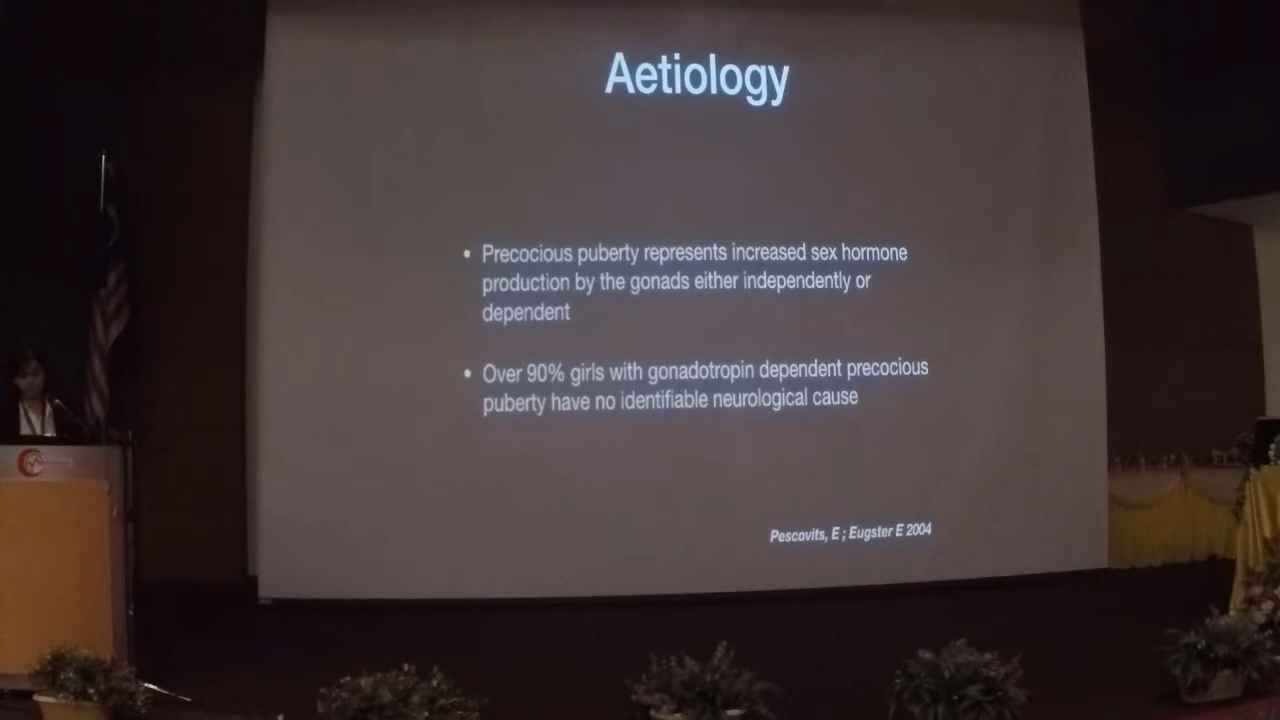 Aetiology
• Precocious puberty represents increased sex hormone
production by the gonads either independently or
dependent
• Over 90% girls with gonadotropin dependent precocious
puberty have no identifiable neurological cause
Pescovits, E ; Eugster E 2004